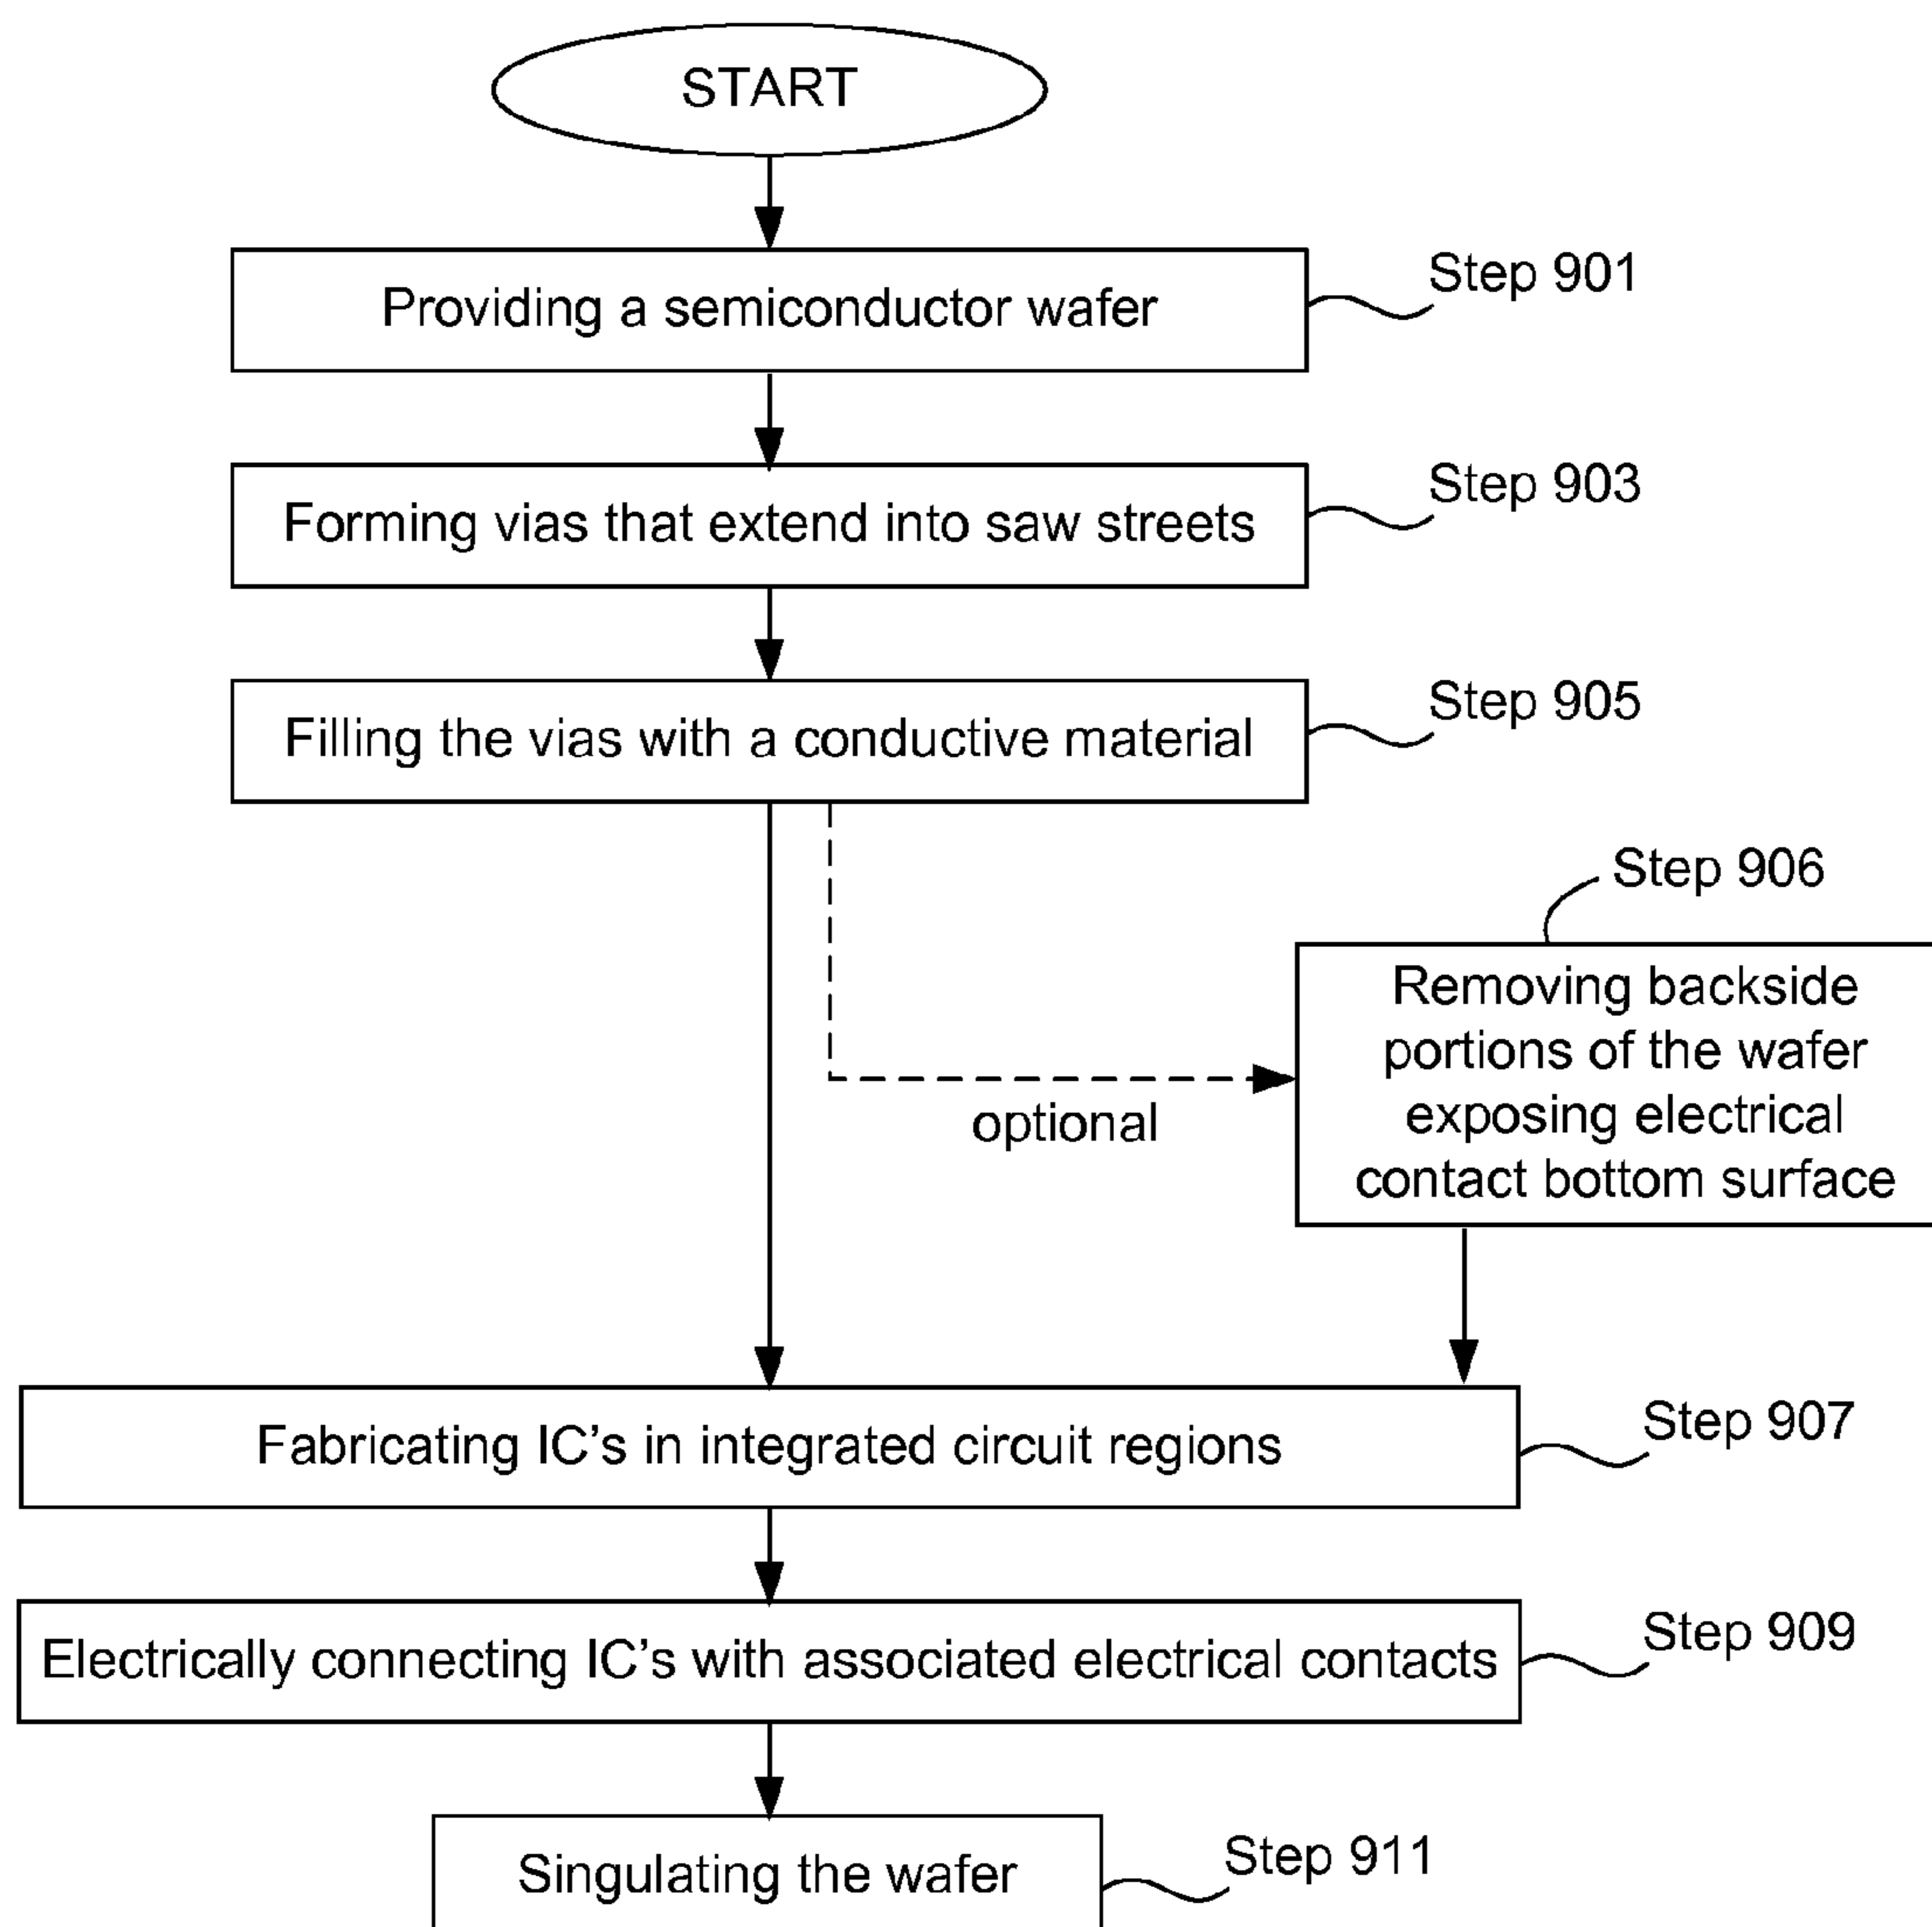 START
Providing a semiconductor wafer
Step 901
Forming vias that extend into saw streets
Step 903
Filling the vias with a conductive material
Step 905
Step 906
Removing backside
portions of the wafer
exposing electrical
contact bottom surface
optional
Fabricating IC's in integrated circuit regions
Step 907
Electrically connecting IC's with associated electrical contacts
Step 909
Singulating the wafer
Step 911